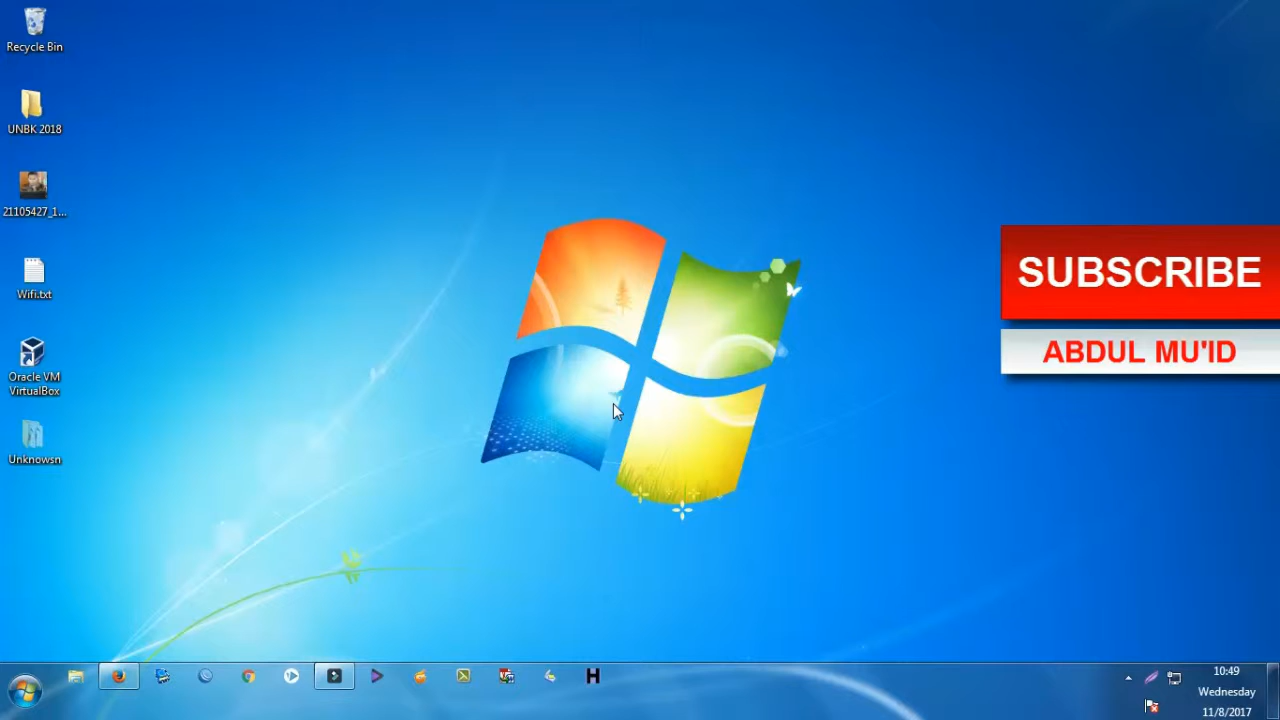 Recycle Bin
UNBK 2018
21105427_1...
Wifi.txt
Oracle VM
VirtualBox
Unknowsn
SUBSCRIBE
ABDUL MU'ID
10:49
Wednesday
11/8/2017